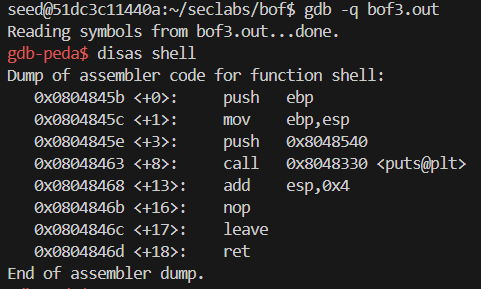 seed@51dc3c11440a:~/seclabs/bof$ gdb -q bof3.out
Reading symbols from bof3.out...done.
gdb-peda$ disas shell
Dump of assembler code for function shell:
   0x0804845b <+0>:     push   ebp
   0x0804845c <+1>:     mov    ebp,esp
   0x0804845e <+3>:     push   0x8048540
   0x08048463 <+8>:     call   0x8048330 <puts@plt>
   0x08048468 <+13>:    add    esp,0x4
   0x0804846b <+16>:    nop
   0x0804846c <+17>:    leave
   0x0804846d <+18>:    ret
End of assembler dump.